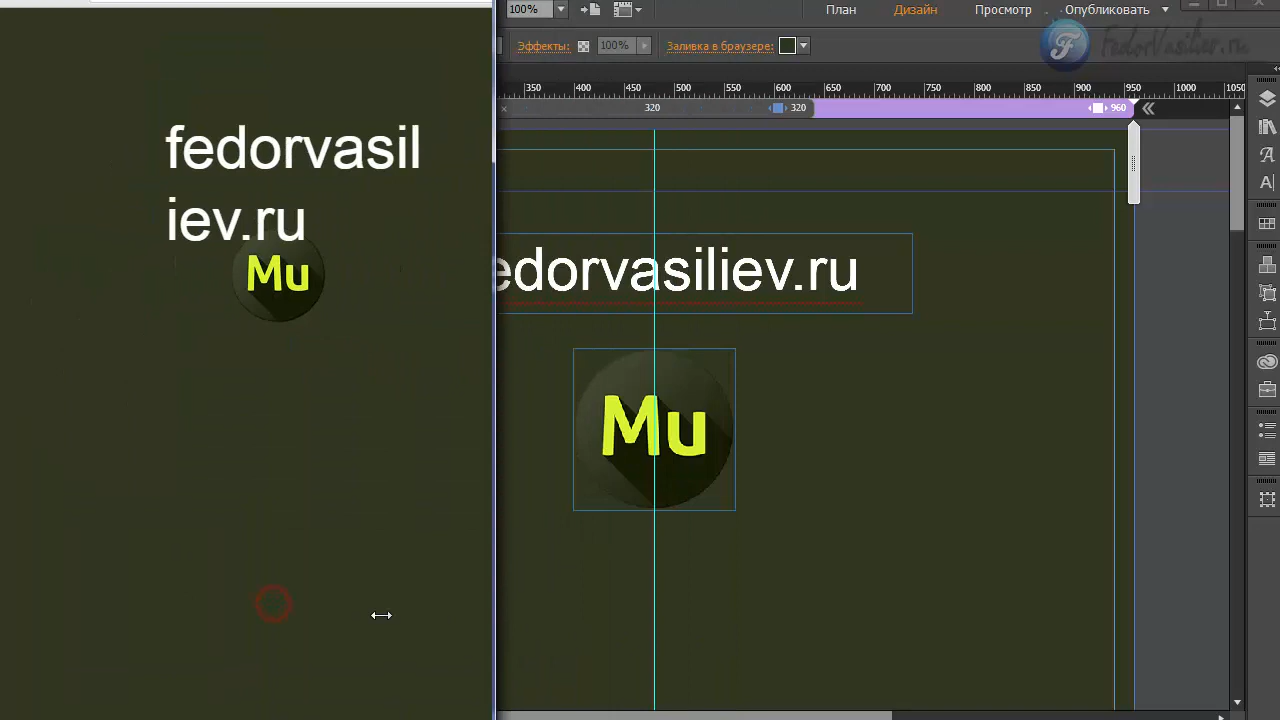 100%
План
Дизайн
Просмотр
Опубликовать
Эффекты:
100%
Заливка в браузере:
FedorVasiliev.ru
350 400 450 500 550 600 650 700 750 800 850 900 950 1000 1050
320
320
960
fedorvasil
iev.ru
Mu
edorvasiliev.ru
Mu